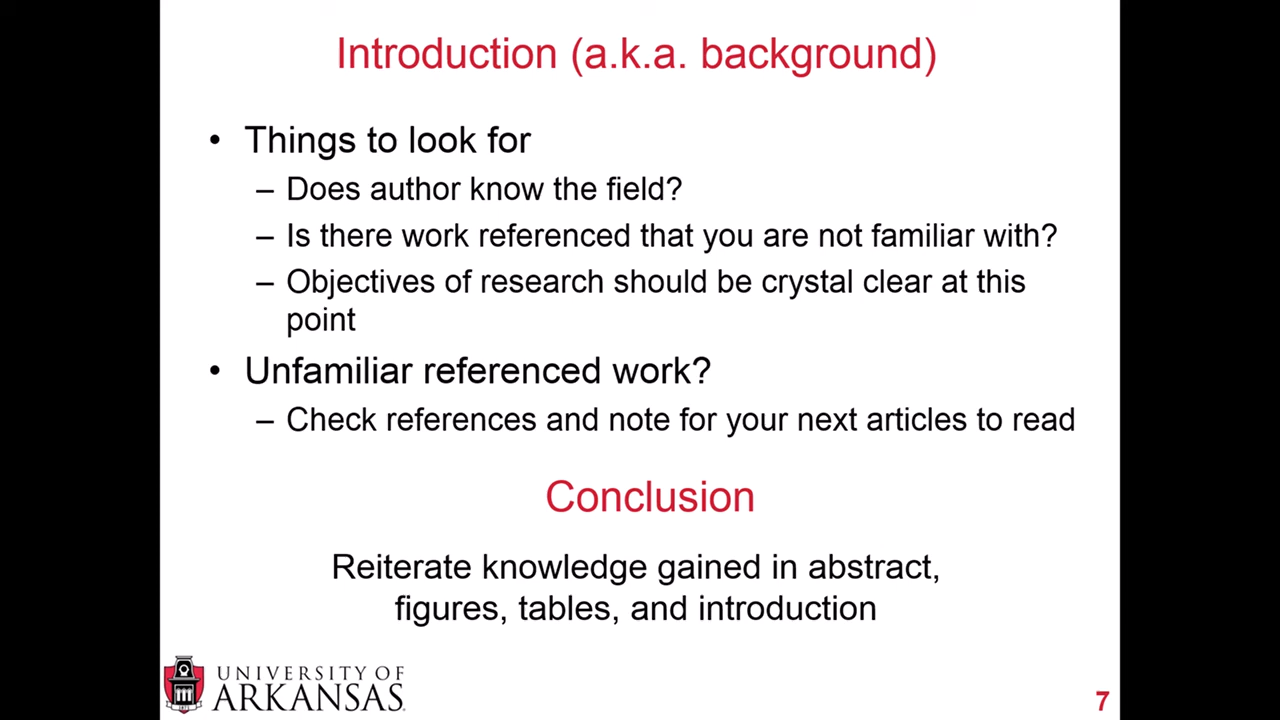 Introduction (a.k.a. background)
• Things to look for
– Does author know the field?
– Is there work referenced that you are not familiar with?
– Objectives of research should be crystal clear at this
point
• Unfamiliar referenced work?
– Check references and note for your next articles to read
Conclusion
Reiterate knowledge gained in abstract,
figures, tables, and introduction
UNIVERSITY OF
ARKANSAS
7